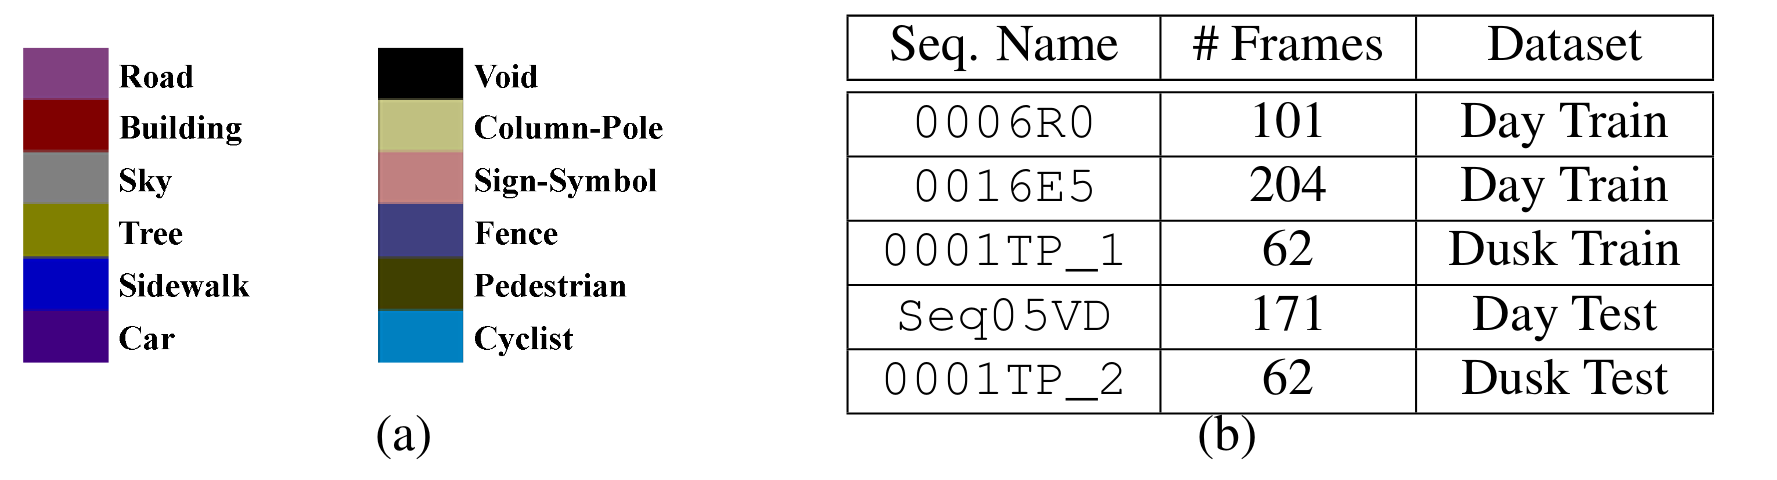 Road
Building
Sky
Tree
Sidewalk
Car
Void
Column-Pole
Sign-Symbol
Fence
Pedestrian
Cyclist
(a)
Seq. Name # Frames Dataset
0006R0 101 Day Train
0016E5 204 Day Train
0001TP_1 62 Dusk Train
Seq05VD 171 Day Test
0001TP_2 62 Dusk Test
(b)